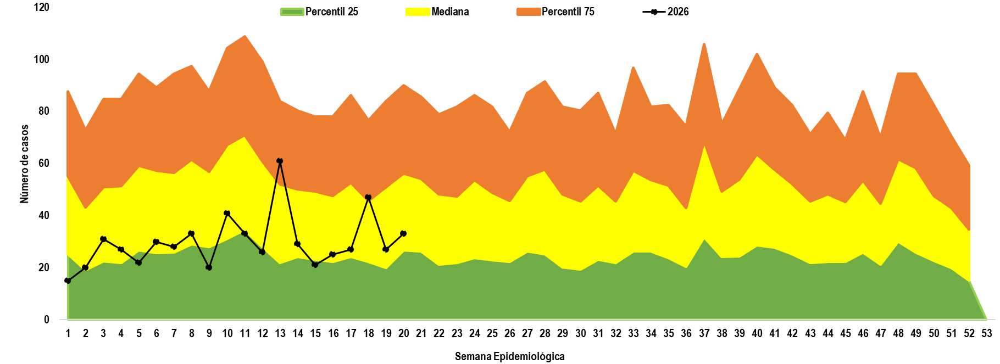 120
Percentil 25 Mediana Percentil 75 2026
100
80
60
40
20
0
Número de casos
1 2 3 4 5 6 7 8 9 10 11 12 13 14 15 16 17 18 19 20 21 22 23 24 25 26 27 28 29 30 31 32 33 34 35 36 37 38 39 40 41 42 43 44 45 46 47 48 49 50 51 52 53
Semana Epidemiológica